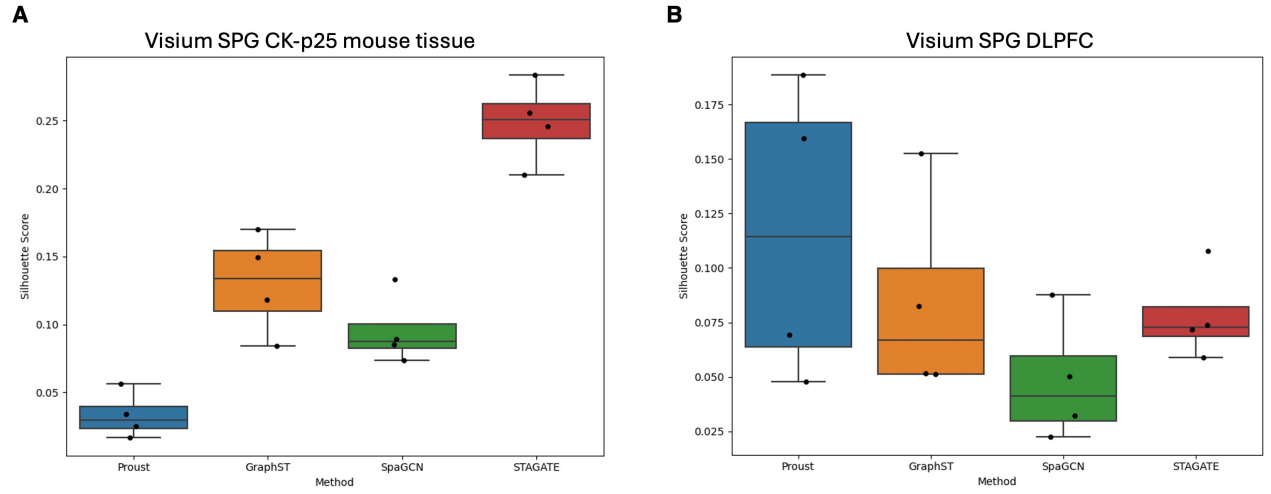 A
Visium SPG CK-p25 mouse tissue
Silhouette Score
0.25
0.20
0.15
0.10
0.05
Proust GraphST SpaGCN STAGATE
Method
B
Visium SPG DLPFC
Silhouette Score
0.175
0.150
0.125
0.100
0.075
0.050
0.025
Proust GraphST SpaGCN STAGATE
Method